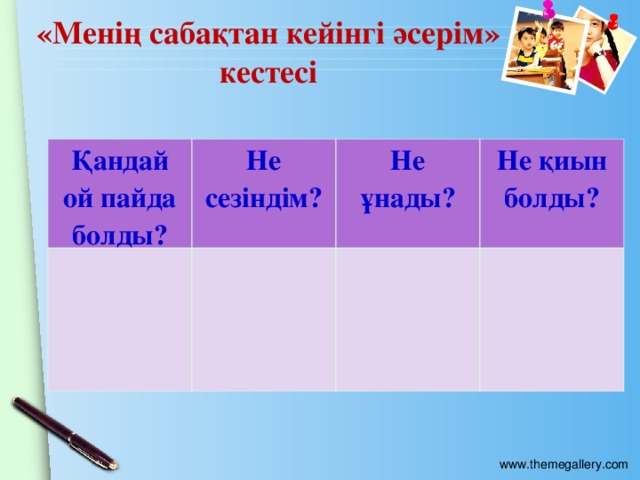 «Менің сабақтан кейінгі әсерім»
кестесі
Қандай
ой пайда
болды?
Не
сезіндім?
Не
ұнады?
Не қиын
болды?
www.themegallery.com